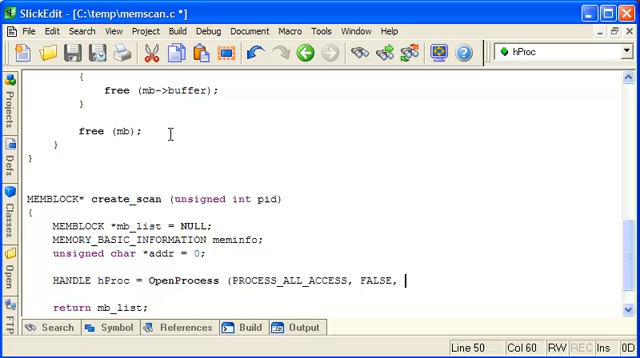 SlickEdit - [C:\temp\memscan.c *]
File Edit Search View Project Build Debug Document Macro Tools Window Help
hProc
Projects
Defs
Classes
Open
FTP
{
free (mb->buffer);
}
free (mb);
}
}
MEMBLOCK* create_scan (unsigned int pid)
{
MEMBLOCK *mb_list = NULL;
MEMORY_BASIC_INFORMATION meminfo;
unsigned char *addr = 0;
HANDLE hProc = OpenProcess (PROCESS_ALL_ACCESS, FALSE,
return mb_list;
Search Symbol References Build Output
Line 50 Col 60 RW REC Ins 0D